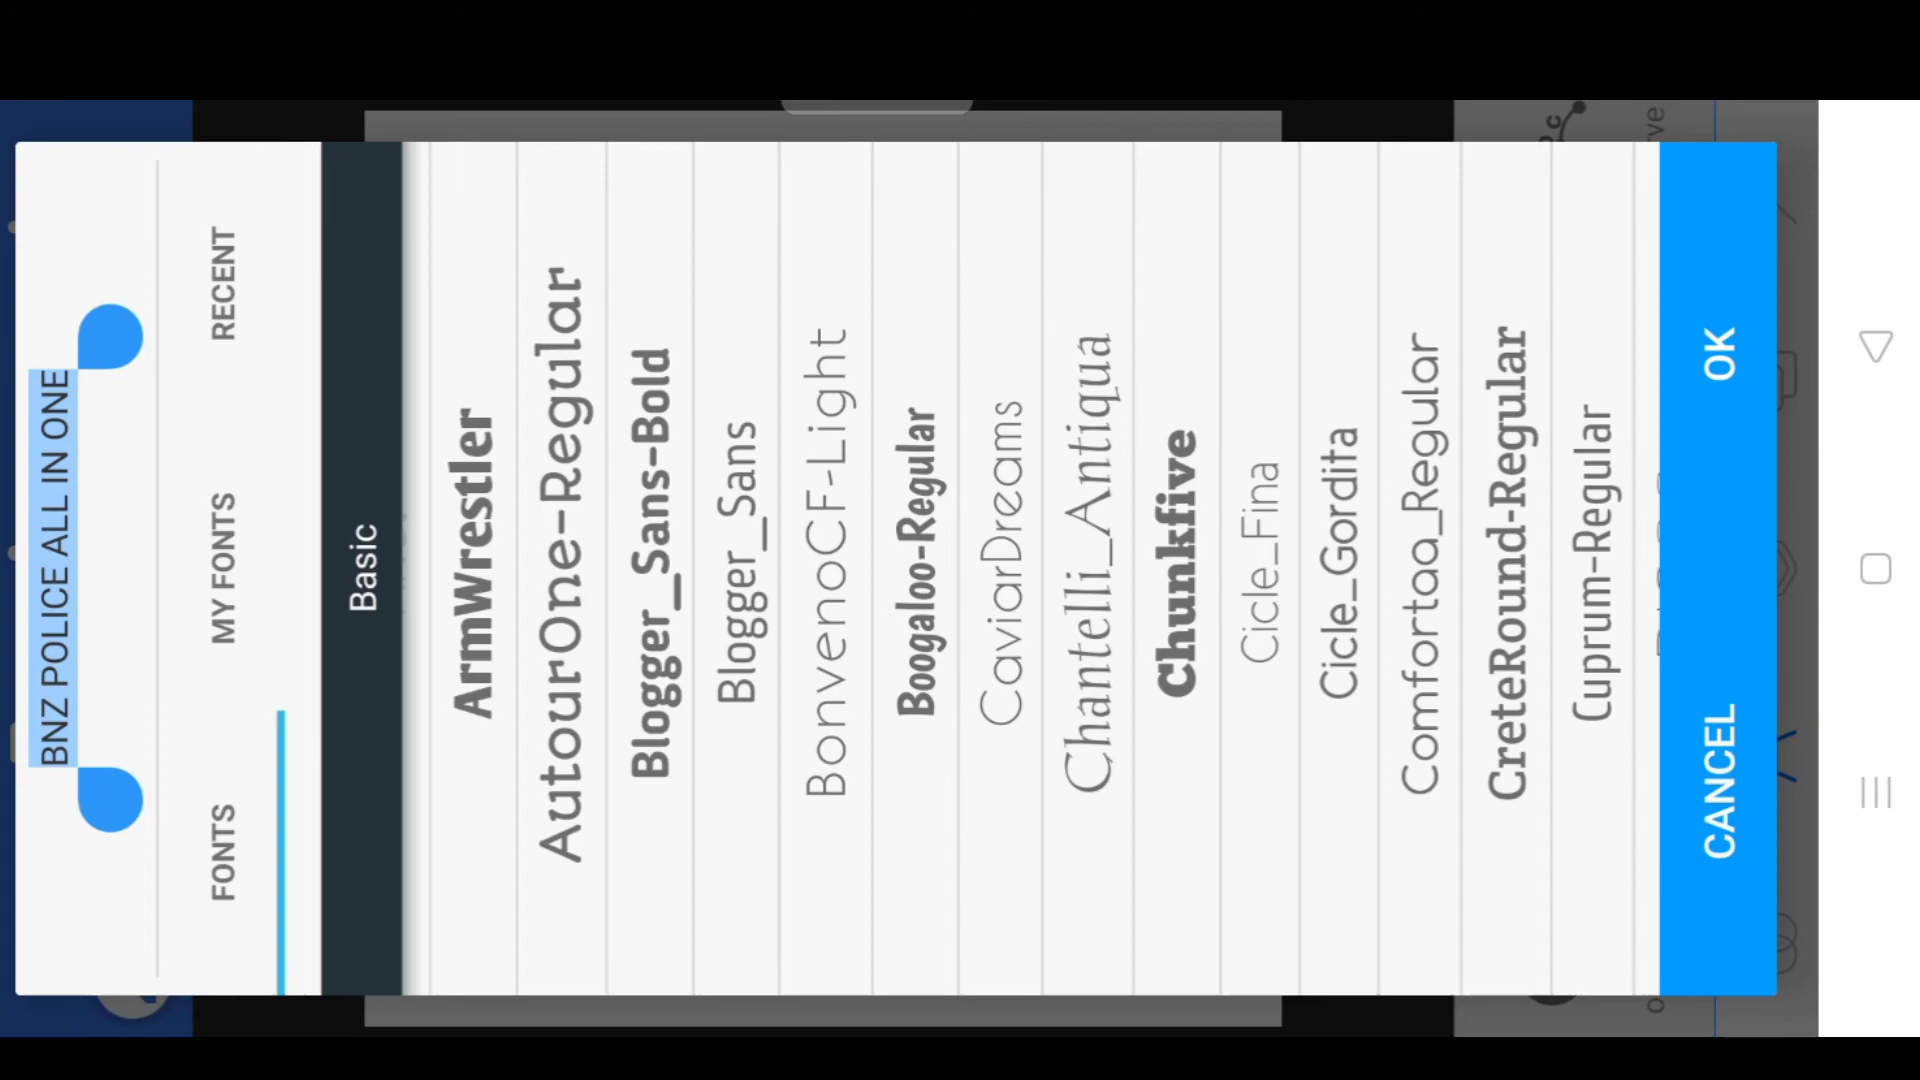 BNZ POLICE ALL IN ONE
FONTS MY FONTS RECENT
Basic
ArmWrestler
AutourOne-Regular
Blogger_Sans-Bold
Blogger_Sans
BonvenoCF-Light
Boogaloo-Regular
CaviarDreams
Chantelli_Antiqua
Chunkfive
Cicle_Fina
Cicle_Gordita
Comfortaa_Regular
CreteRound-Regular
Cuprum-Regular
CANCEL OK